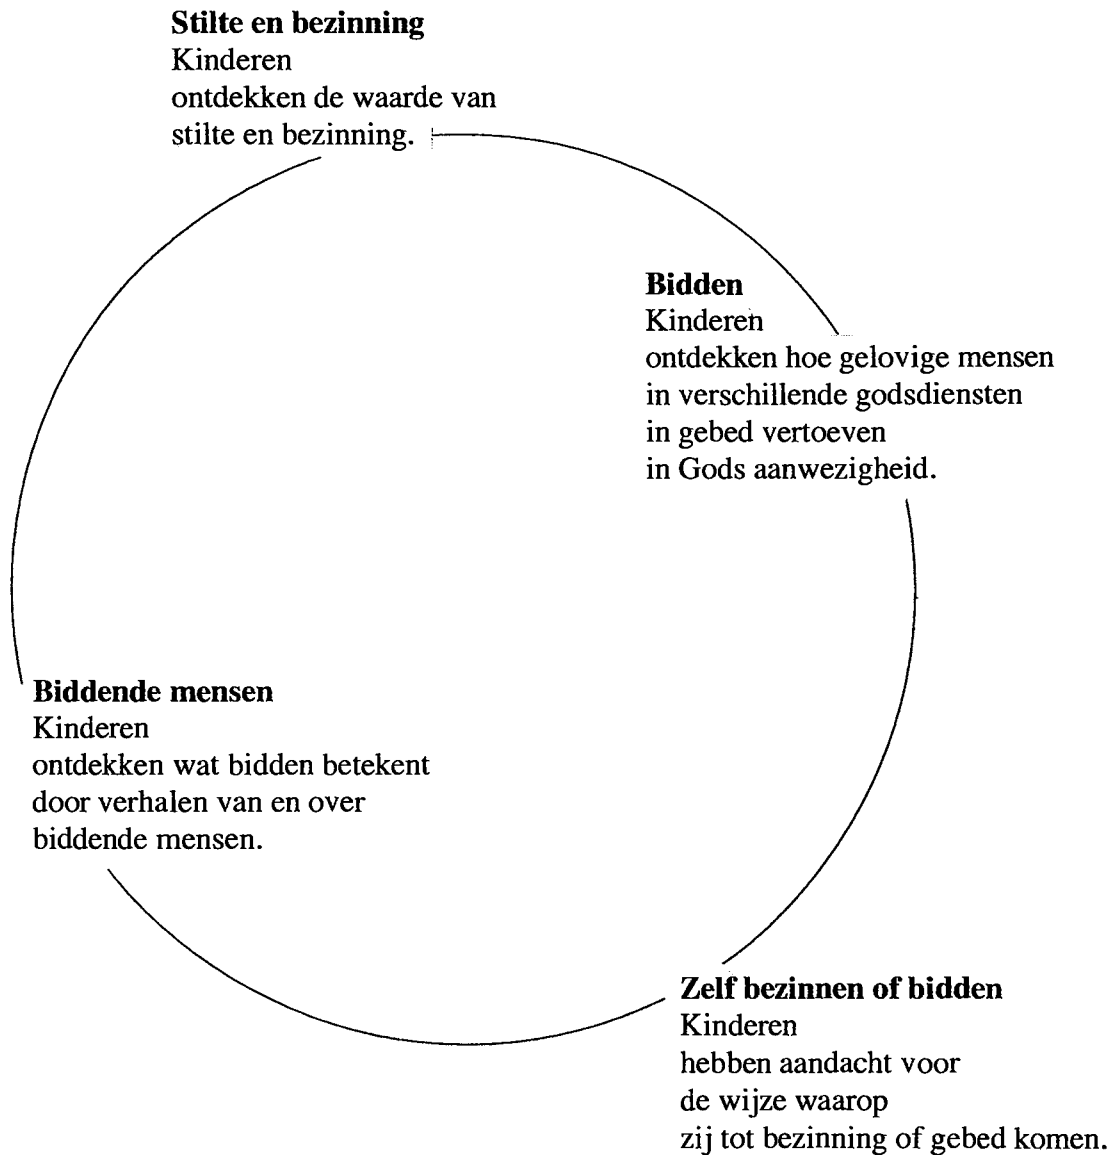 Stilte en bezinning
Kinderen
ontdekken de waarde van
stilte en bezinning.
Bidden
Kinderen
ontdekken hoe gelovige mensen
in verschillende godsdiensten
in gebed vertoeven
in Gods aanwezigheid.
Biddende mensen
Kinderen
ontdekken wat bidden betekent
door verhalen van en over
biddende mensen.
Zelf bezinnen of bidden
Kinderen
hebben aandacht voor
de wijze waarop
zij tot bezinning of gebed komen.